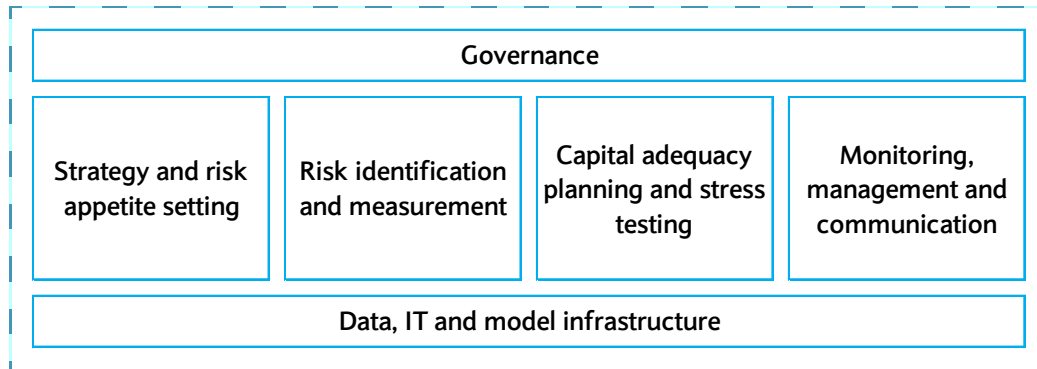 Governance
Strategy and risk
appetite setting
Risk identification
and measurement
Capital adequacy
planning and stress
testing
Monitoring,
management and
communication
Data, IT and model infrastructure